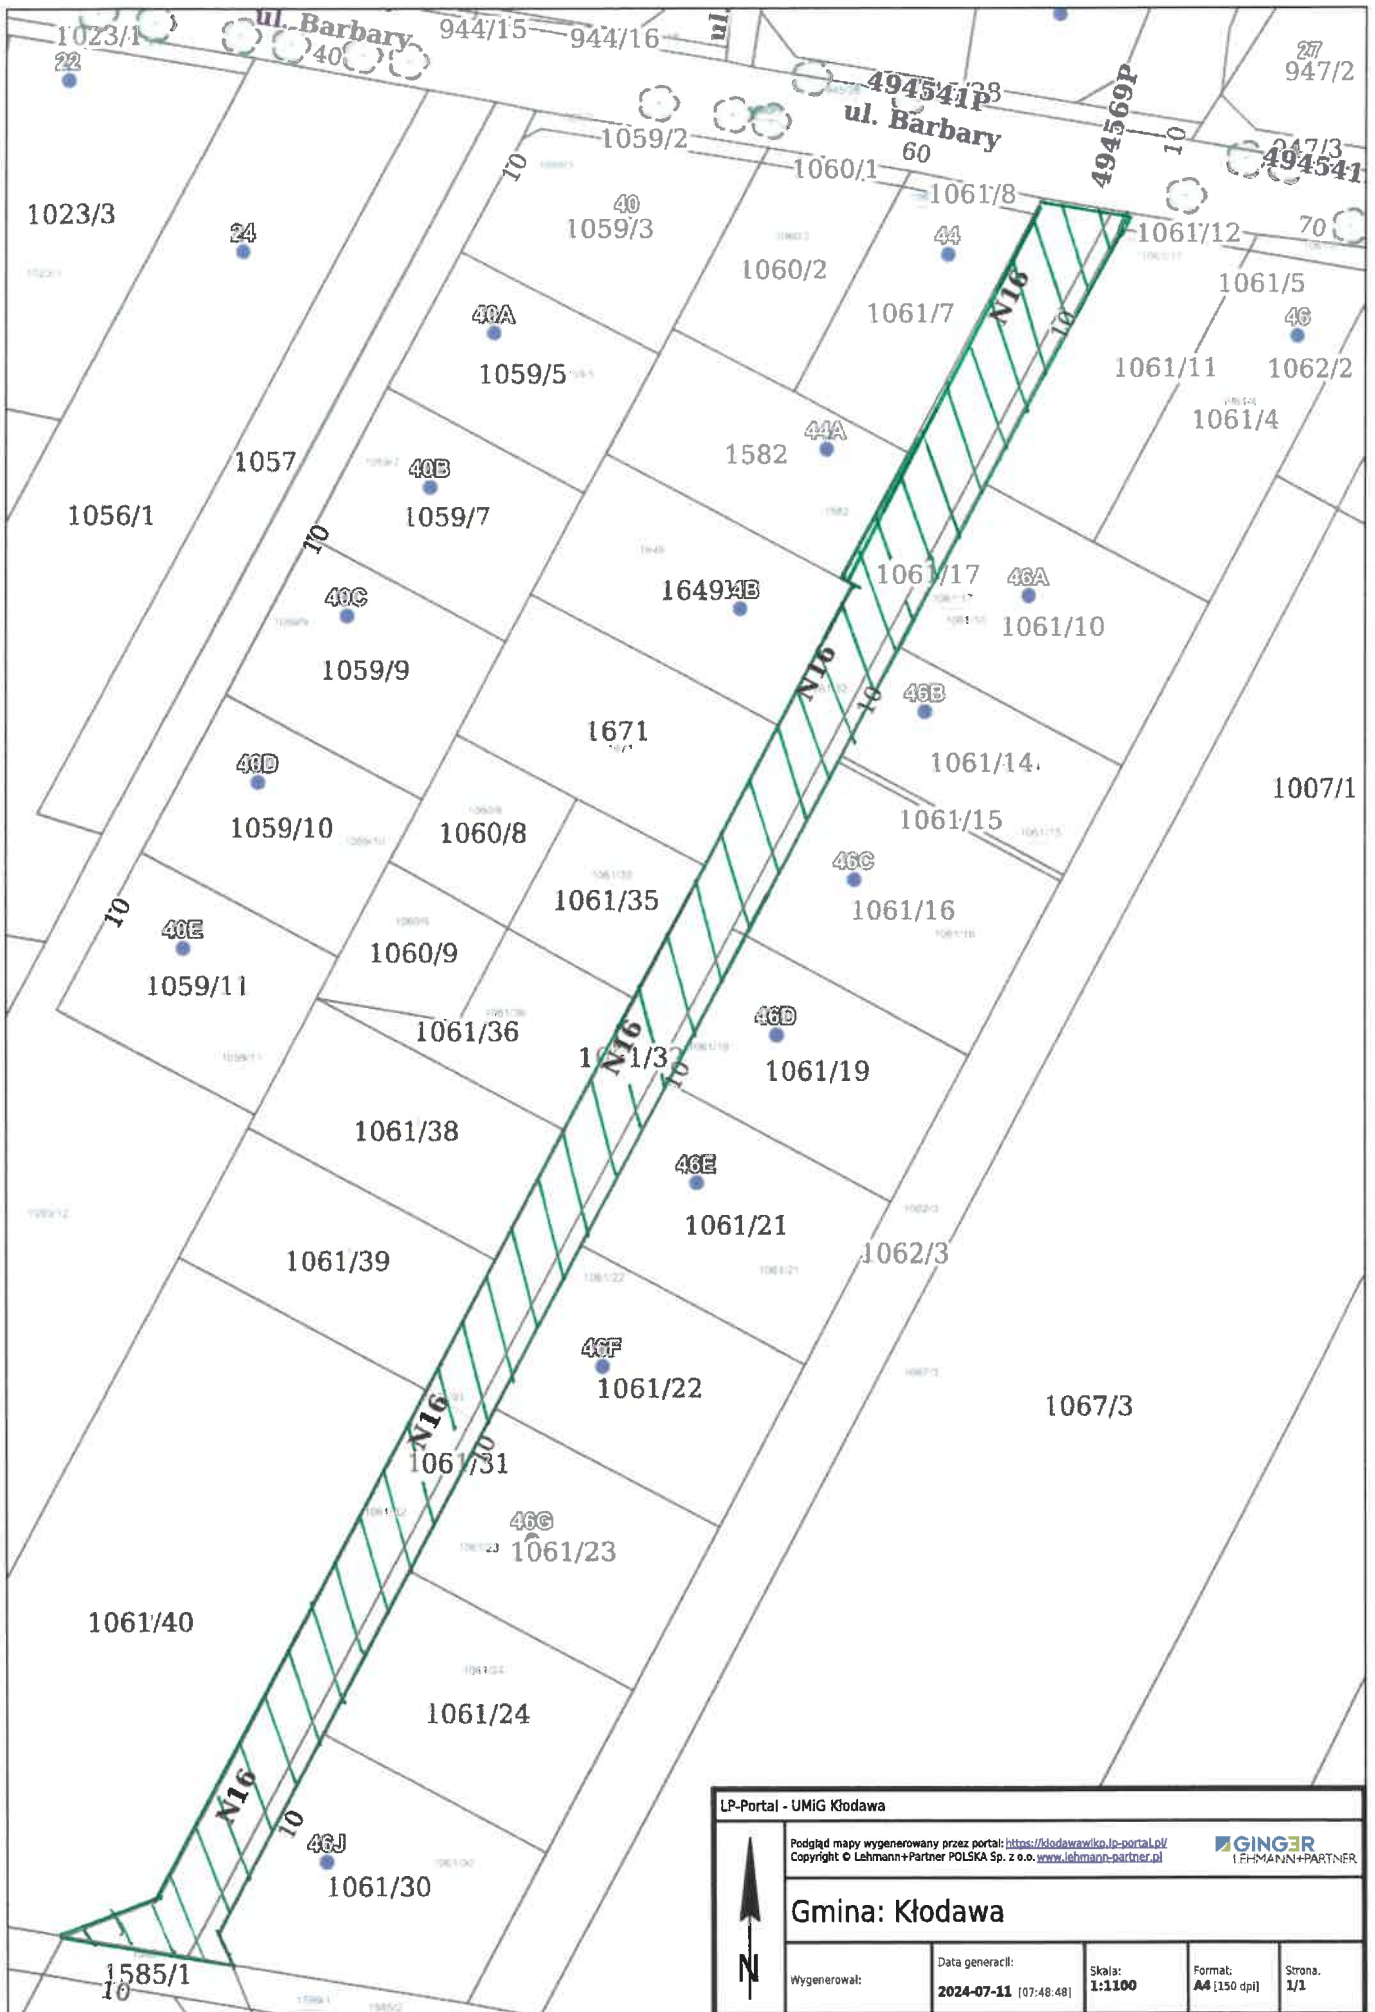 ul. Barbary
1023/1
944/15
944/16
ul.
40
22
27
947/2
494541P
494569P
ul. Barbary
10
1059/2
60
947/3
494541
1060/1
10
1061/8
1023/3
40
1059/3
24
44
1061/12
70
1060/2
1061/5
N16
40A
1061/7
10
46
1059/5
1061/11
1062/2
1061/4
44A
1582
1057
40B
1056/1
1059/7
10
1061/17
46A
1649
44B
40C
1061/10
1059/9
N16
10
46B
1671
40D
1061/14
1007/1
1061/15
1059/10
1060/8
46C
1061/35
10
1061/16
40E
1060/9
1059/11
46D
1061/36
N16
1061/32
10
1061/19
1061/38
46E
1061/21
1061/39
1062/3
46F
1061/22
N16
1067/3
10
1061/31
46G
1061/23
1061/40
1061/24
N16
10
46J
1061/30
1585/1
10
LP-Portal - UMiG Kłodawa
Podgląd mapy wygenerowany przez portal: https://klodawawlkp.lp-portal.pl/
Copyright © Lehmann+Partner POLSKA Sp. z o.o. www.lehmann-partner.pl
GINGER
LEHMANN+PARTNER
Gmina: Kłodawa
N
Wygenerował:
Data generacji:
2024-07-11 [07:48:48]
Skala:
1:1100
Format:
A4 [150 dpi]
Strona.
1/1